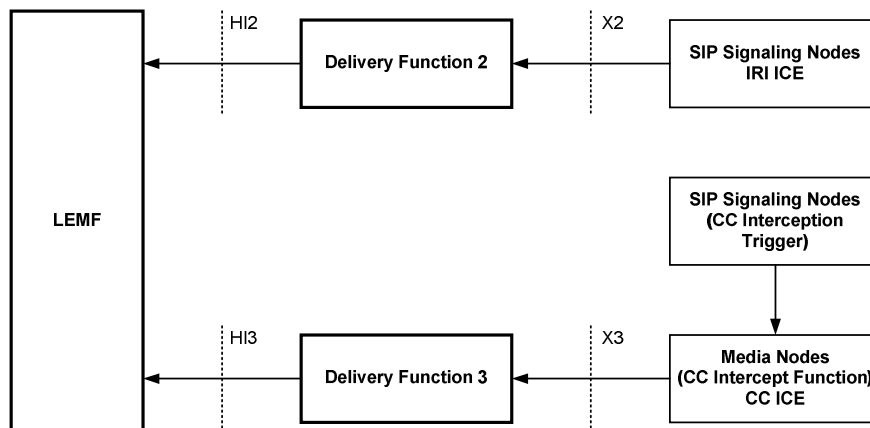 HI2
X2
Delivery Function 2
SIP Signaling Nodes
IRI ICE
LEMF
SIP Signaling Nodes
(CC Interception
Trigger)
HI3
X3
Delivery Function 3
Media Nodes
(CC Intercept Function)
CC ICE